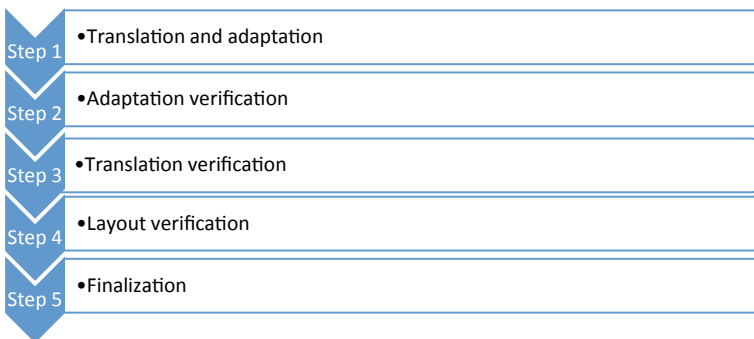 Step 1
•Translation and adaptation
Step 2
•Adaptation verification
Step 3
•Translation verification
Step 4
•Layout verification
Step 5
•Finalization